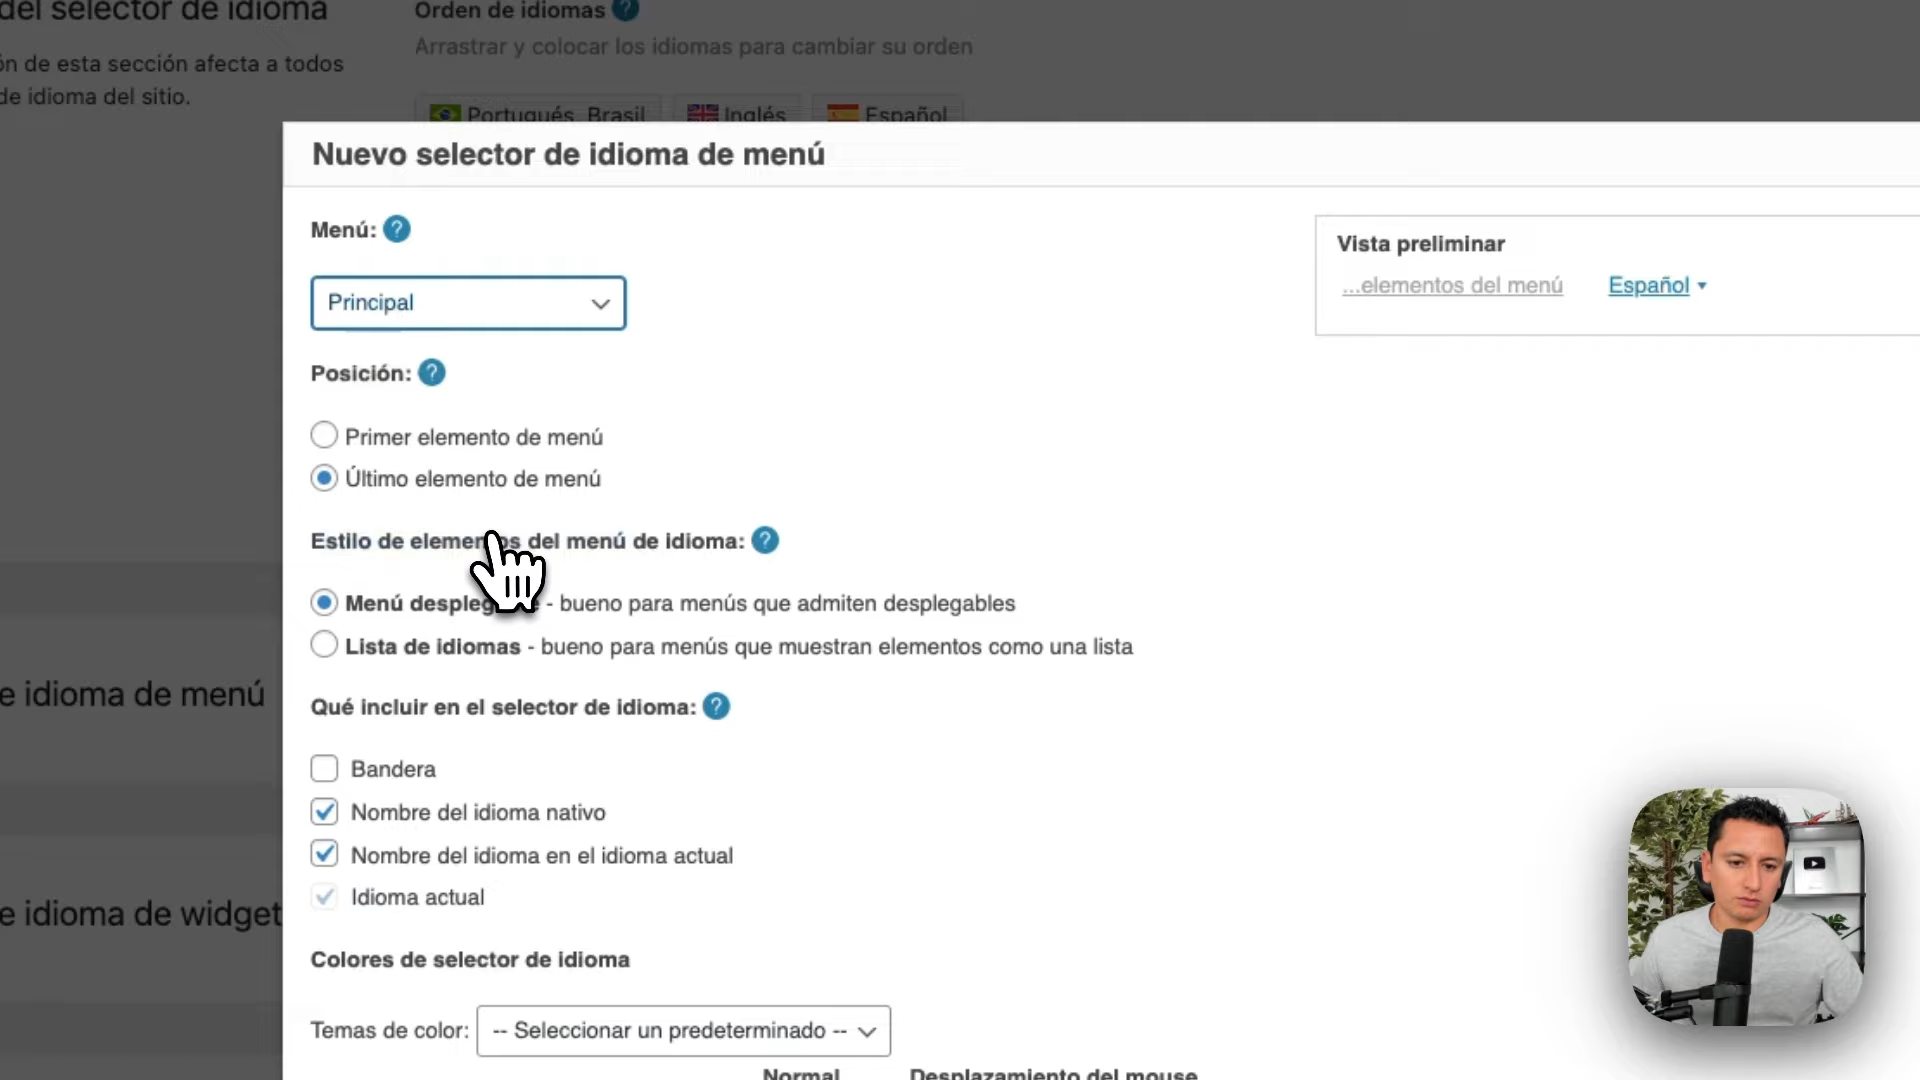 del selector de idioma
Orden de idiomas ?
Arrastrar y colocar los idiomas para cambiar su orden
ón de esta sección afecta a todos
de idioma del sitio.
Portugués, Brasil Inglés Español
Nuevo selector de idioma de menú
Menú: ?
Principal
Vista preliminar
...elementos del menú Español
Posición: ?
Primer elemento de menú
Último elemento de menú
Estilo de elementos del menú de idioma: ?
Menú desplegable - bueno para menús que admiten desplegables
Lista de idiomas - bueno para menús que muestran elementos como una lista
e idioma de menú
Qué incluir en el selector de idioma: ?
Bandera
Nombre del idioma nativo
Nombre del idioma en el idioma actual
Idioma actual
e idioma de widget
Colores de selector de idioma
Temas de color: -- Seleccionar un predeterminado --
Normal Desplazamiento del mouse